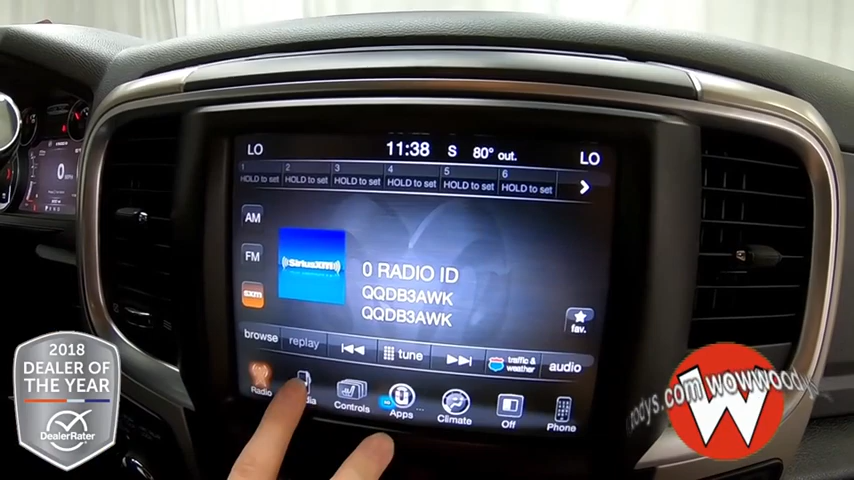 LO 11:38 S 80° out. LO
1 2 3 4 5 6
HOLD to set HOLD to set HOLD to set HOLD to set HOLD to set HOLD to set
AM
FM
sxm
((SiriusXM))
0 RADIO ID
QQDB3AWK
QQDB3AWK
fav.
browse replay tune traffic & weather audio
Radio Controls Apps Climate Off Phone
0
2018
DEALER OF THE YEAR
DealerRater
W
wowwoodys.com